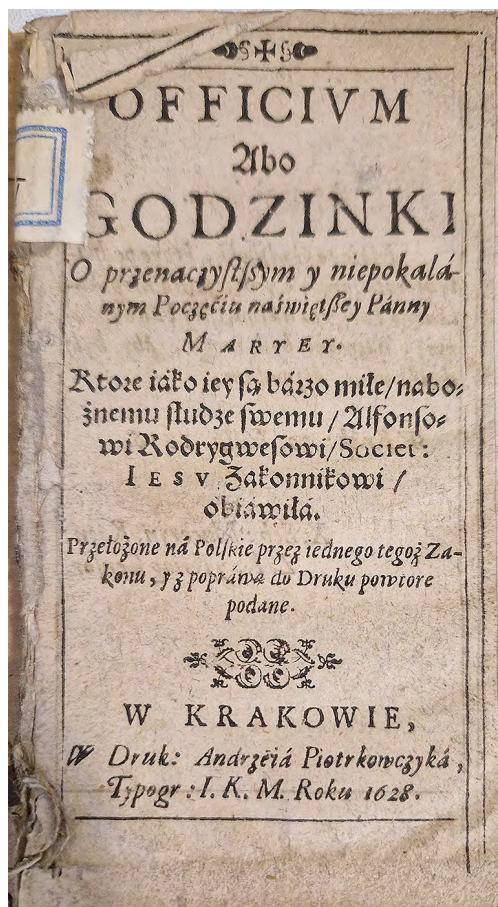 OFFICIVM
Abo
GODZINKI
O przenaczystszym y niepokalá-
nym Poczęćiu naświętszey Pánny
MARYEY.
Ktore iáko iey są bárzo miłe/nabo-
żnemu słudze swemu / Alfonso-
wi Rodrygwesowi/Societ:
IESV Zakonnikowi /
obiáwiłá.
Przełożone ná Polskie przez iednego tegoż Za-
konu, y z popráwą do Druku powtore
podane.
W KRAKOWIE,
W Druk: Andrzeiá Piotrkowczyká,
Typogr: I. K. M. Roku 1628.